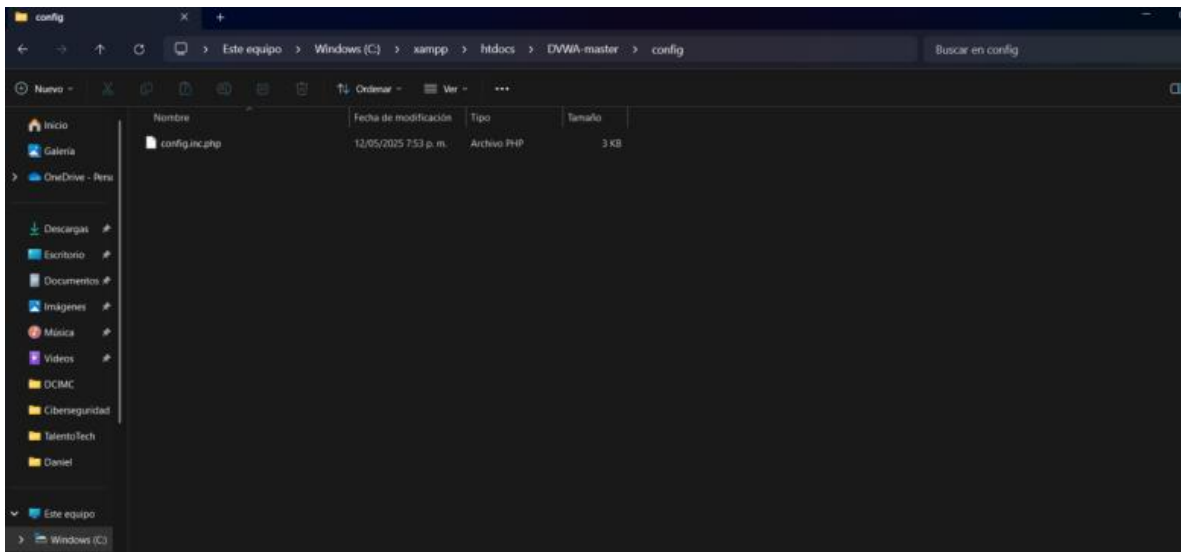 config
Este equipo > Windows (C:) > xampp > htdocs > DVWA-master > config
Buscar en config
Nuevo
Ordenar
Ver
Nombre Fecha de modificación Tipo Tamaño
config.inc.php 12/05/2025 7:53 p. m. Archivo PHP 3 KB
Inicio
Galería
OneDrive - Perso
Descargas
Escritorio
Documentos
Imágenes
Música
Videos
DCIMC
Ciberseguridad
TalentoTech
Daniel
Este equipo
Windows (C:)